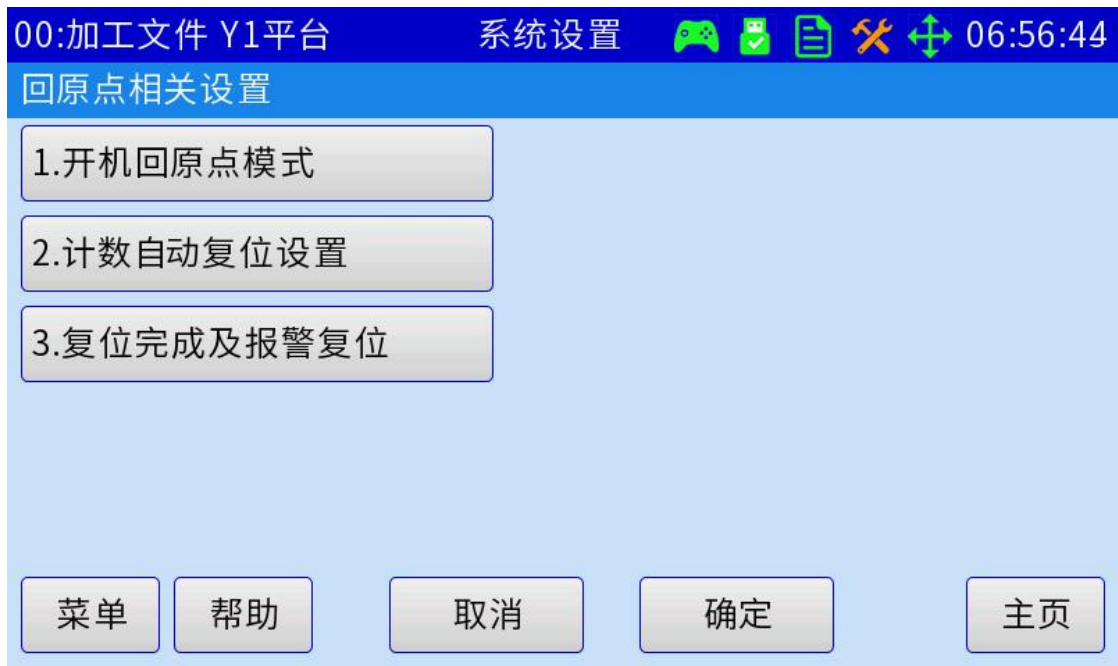 00:加工文件 Y1平台 系统设置 06:56:44
回原点相关设置
1.开机回原点模式
2.计数自动复位设置
3.复位完成及报警复位
菜单 帮助 取消 确定 主页